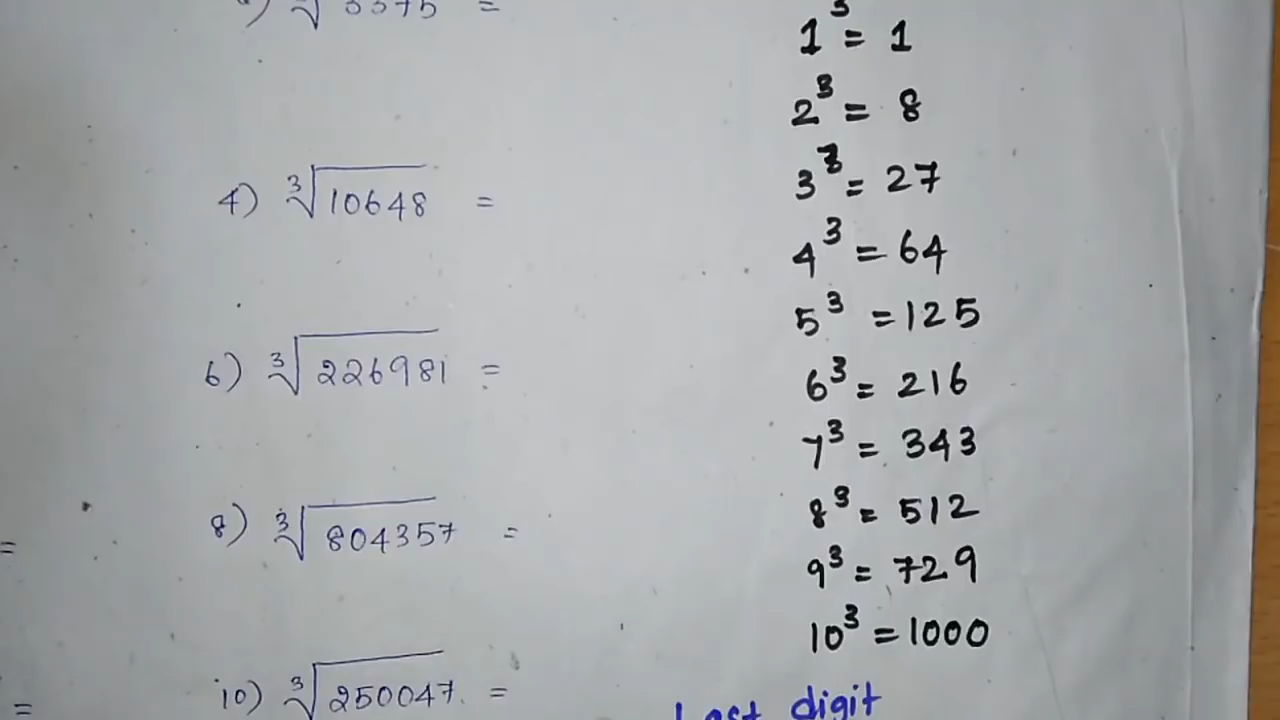 ∛3375 =
4) ∛10648 =
6) ∛226981 =
8) ∛804357 =
10) ∛250047. =
=
=
1³ = 1
2³ = 8
3³ = 27
4³ = 64
5³ = 125
6³ = 216
7³ = 343
8³ = 512
9³ = 729
10³ = 1000
Last digit